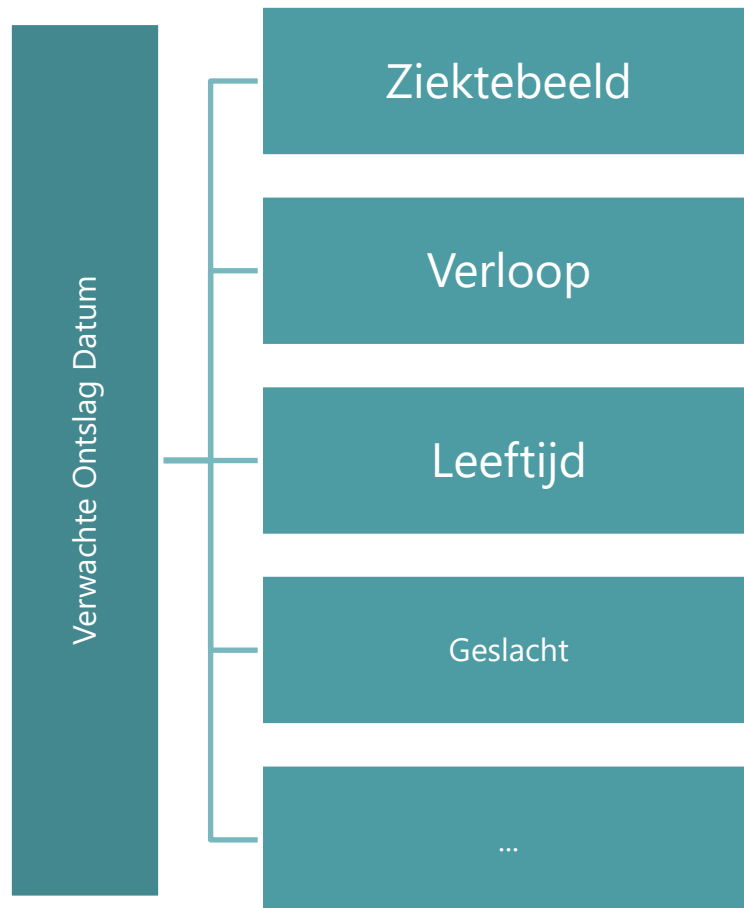 Verwachte Ontslag Datum
Ziektebeeld
Verloop
Leeftijd
Geslacht
...